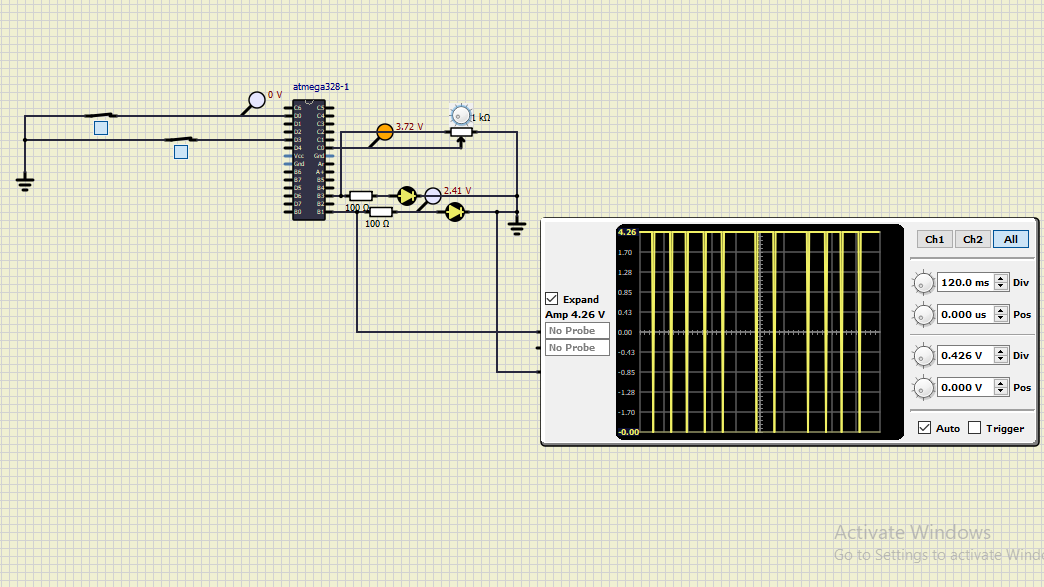 atmega328-1
0 V
C6 C5
D0 C4
D1 C3
D2 C2
D3 C1
D4 C0
Vcc Gnd
Gnd Ar
B6 A+
B7 B5
D5 B4
D6 B3
D7 B2
B0 B1
3.72 V
1 kΩ
2.41 V
100 Ω
100 Ω
Expand
Amp 4.26 V
No Probe
No Probe
4.26
1.70
1.28
0.85
0.43
0.00
-0.43
-0.85
-1.28
-1.70
-0.00
Ch1 Ch2 All
120.0 ms Div
0.000 us Pos
0.426 V Div
0.000 V Pos
Auto Trigger
Activate Windows
Go to Settings to activate Wind